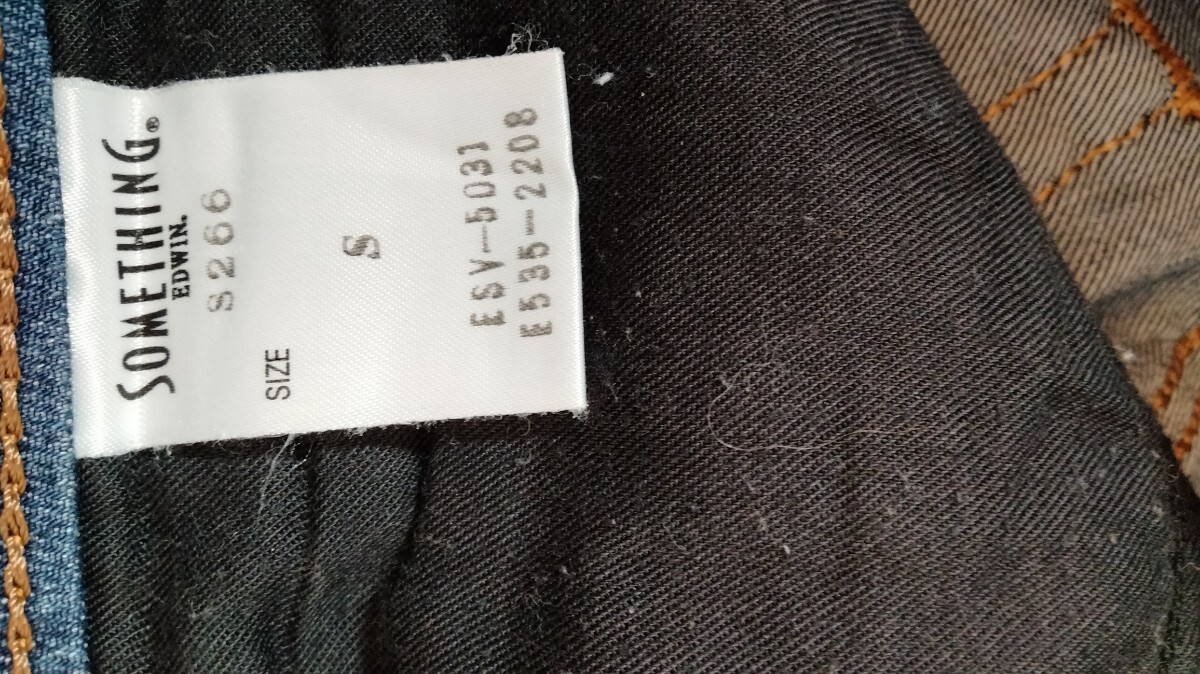 SOMETHING®
EDWIN.
S266
SIZE S
ESV-5031
E535-2208